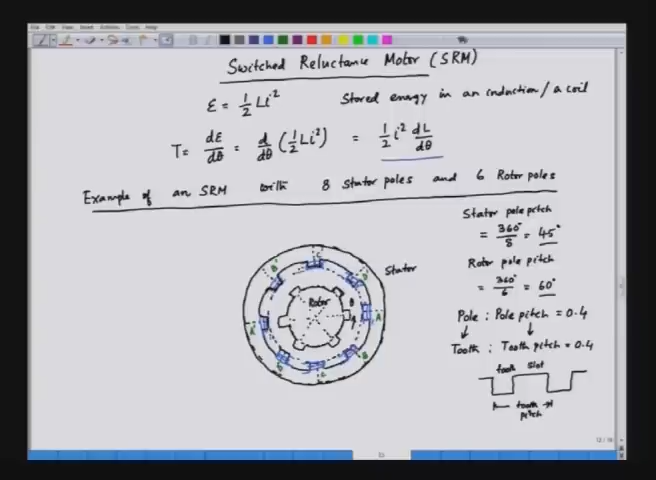 Switched Reluctance Motor (SRM)
ε = 1/2 Li² Stored energy in an induction / a coil
T = dε/dθ = d/dθ (1/2 Li²) = 1/2 i² dL/dθ
Example of an SRM with 8 Stator poles and 6 Rotor poles
Stator pole pitch
= 360°/8 = 45°
Rotor pole pitch
= 360°/6 = 60°
Pole : Pole pitch = 0.4
Tooth : Tooth pitch = 0.4
tooth slot
tooth pitch
Stator
Rotor
C
B
A
A
C